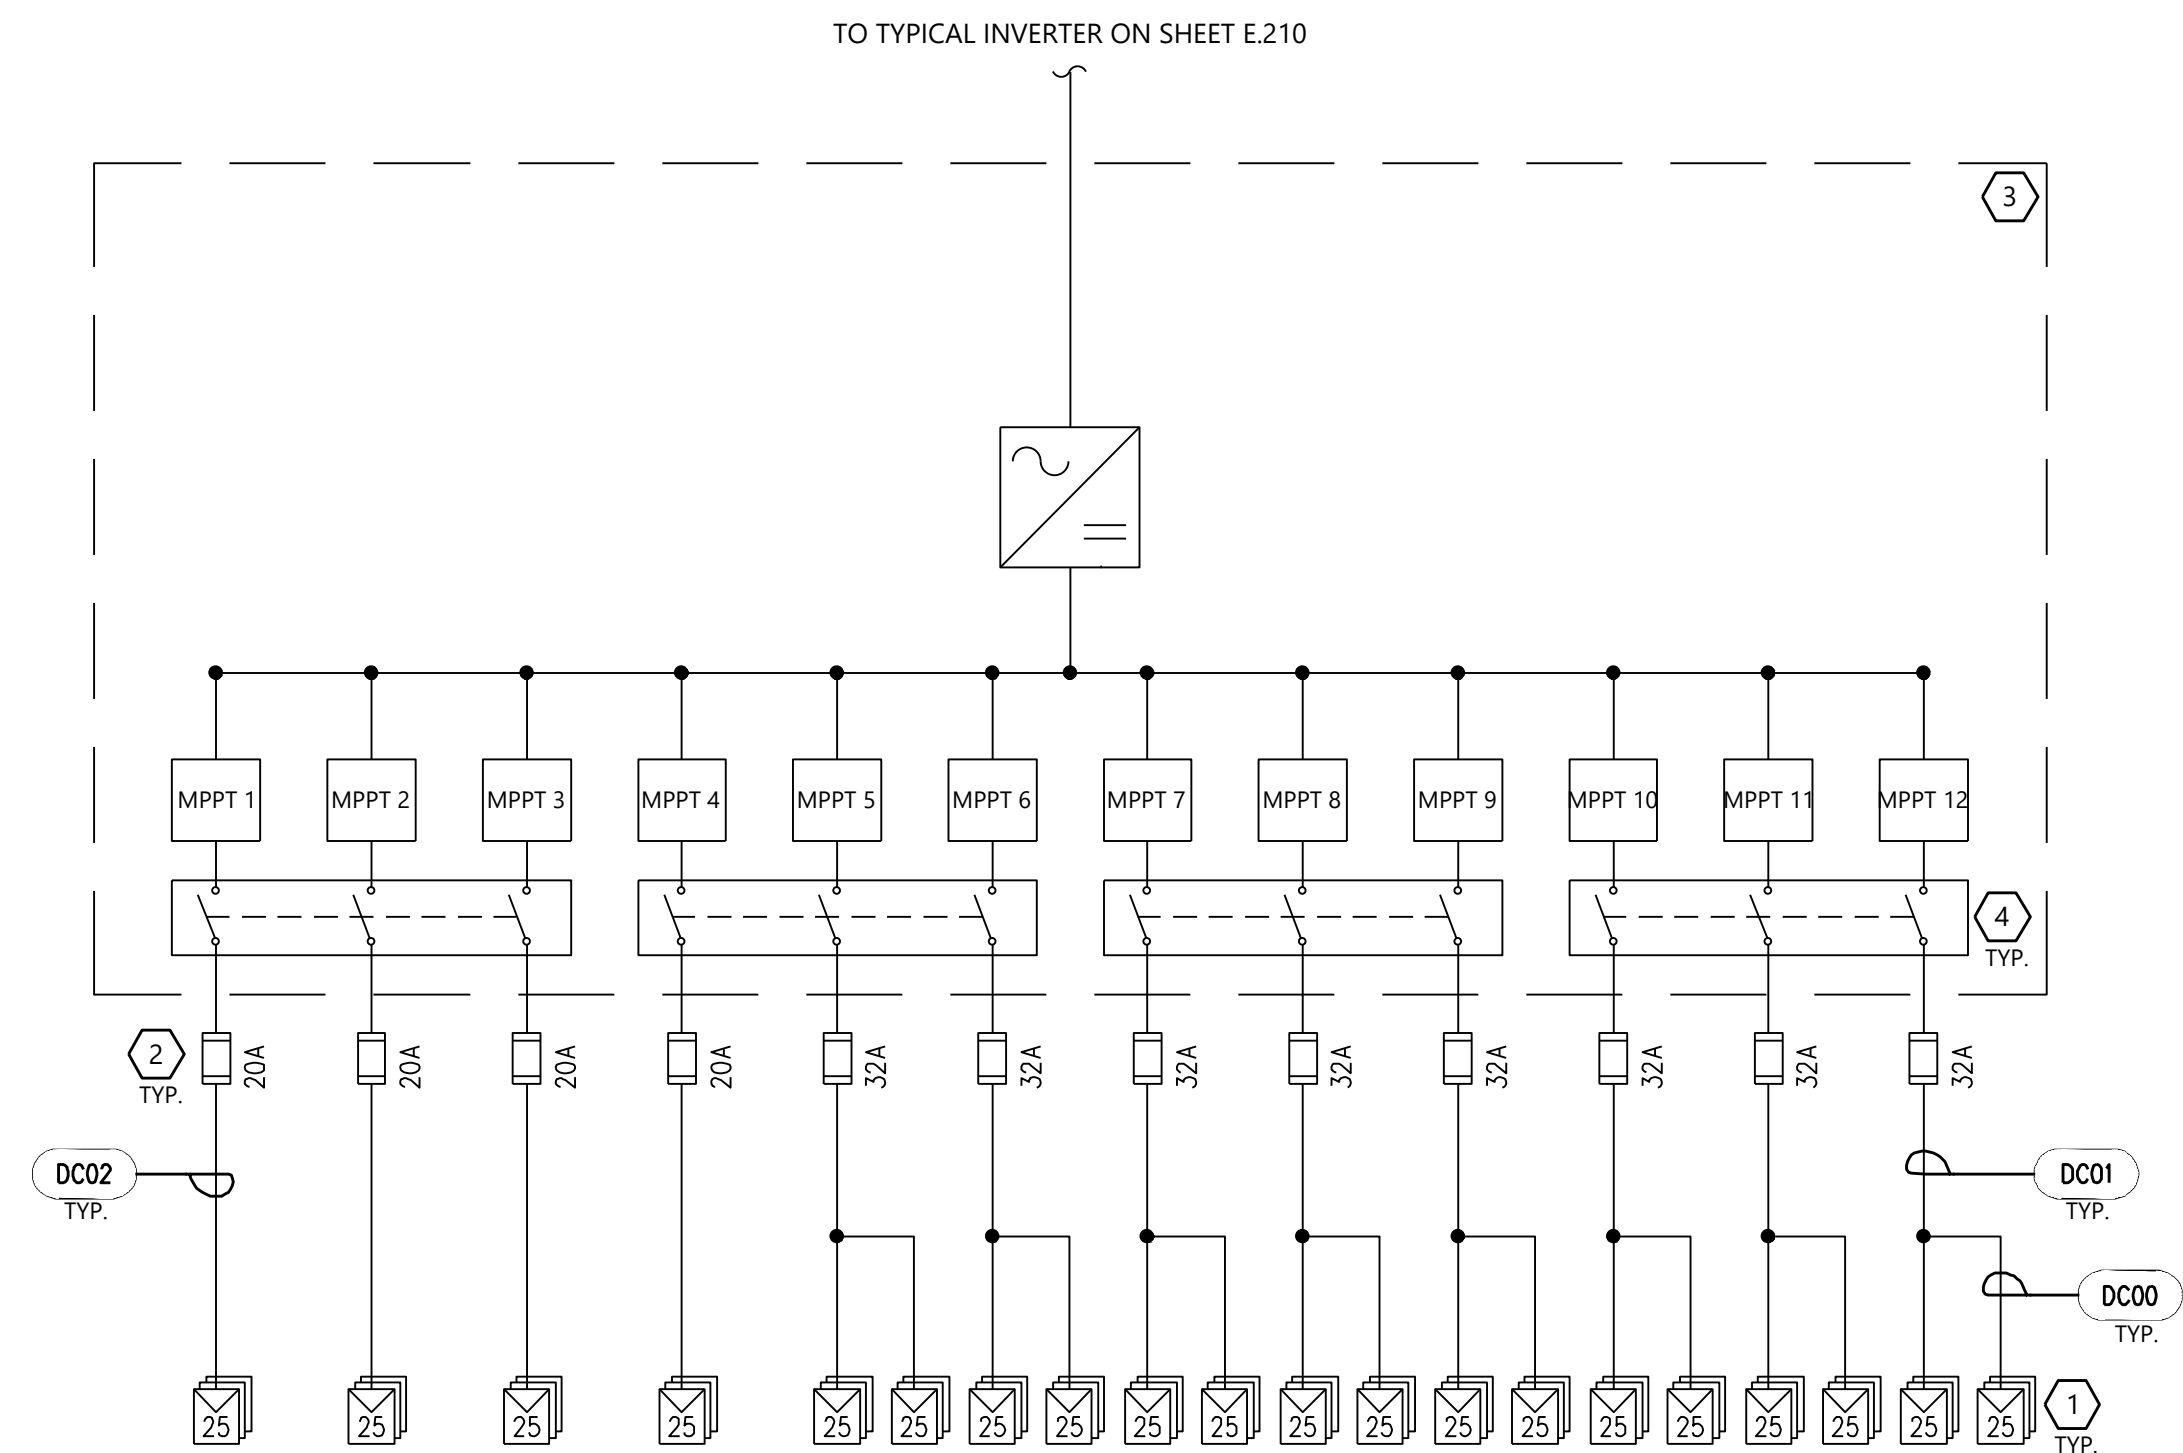 TO TYPICAL INVERTER ON SHEET E.210
3
MPPT 1 MPPT 2 MPPT 3 MPPT 4 MPPT 5 MPPT 6 MPPT 7 MPPT 8 MPPT 9 MPPT 10 MPPT 11 MPPT 12
4
TYP.
2
TYP.
20A 20A 20A 20A 32A 32A 32A 32A 32A 32A 32A 32A
DC02
TYP.
DC01
TYP.
DC00
TYP.
25 25 25 25 25 25 25 25 25 25 25 25 25 25 25 25 25 25 25 25
1
TYP.